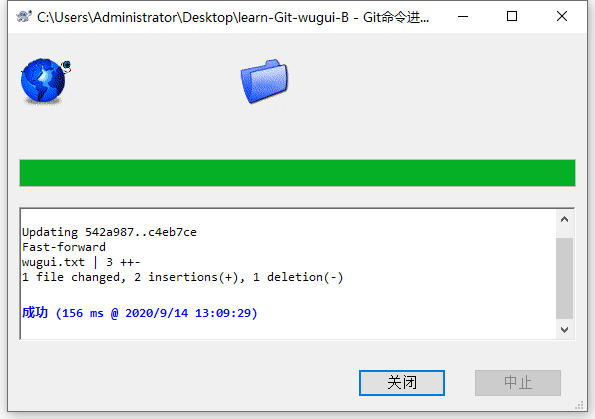 C:\Users\Administrator\Desktop\learn-Git-wugui-B - Git命令进...
Updating 542a987..c4eb7ce
Fast-forward
wugui.txt | 3 ++-
1 file changed, 2 insertions(+), 1 deletion(-)
成功 (156 ms @ 2020/9/14 13:09:29)
关闭 中止